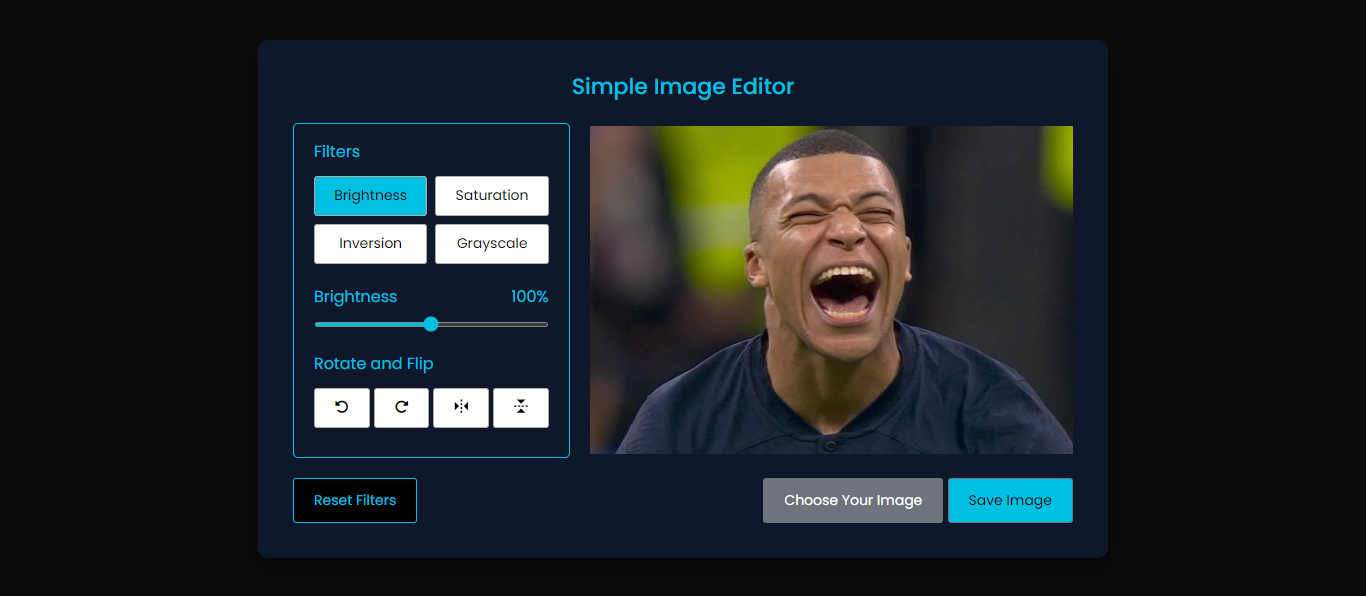 Simple Image Editor
Filters
Brightness Saturation
Inversion Grayscale
Brightness 100%
Rotate and Flip
Reset Filters
Choose Your Image Save Image